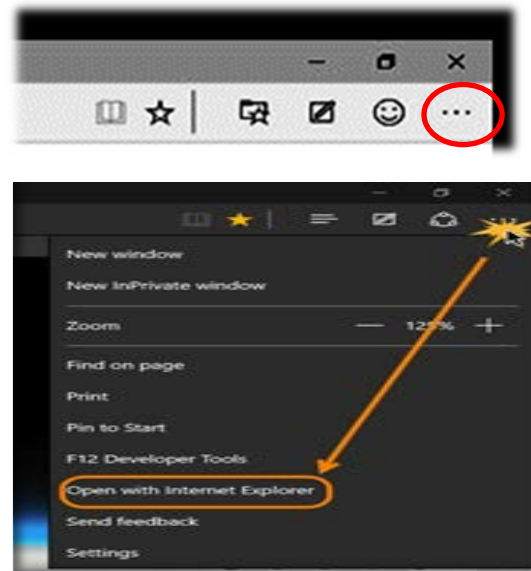 New window
New InPrivate window
Zoom — 125% +
Find on page
Print
Pin to Start
F12 Developer Tools
Open with Internet Explorer
Send feedback
Settings